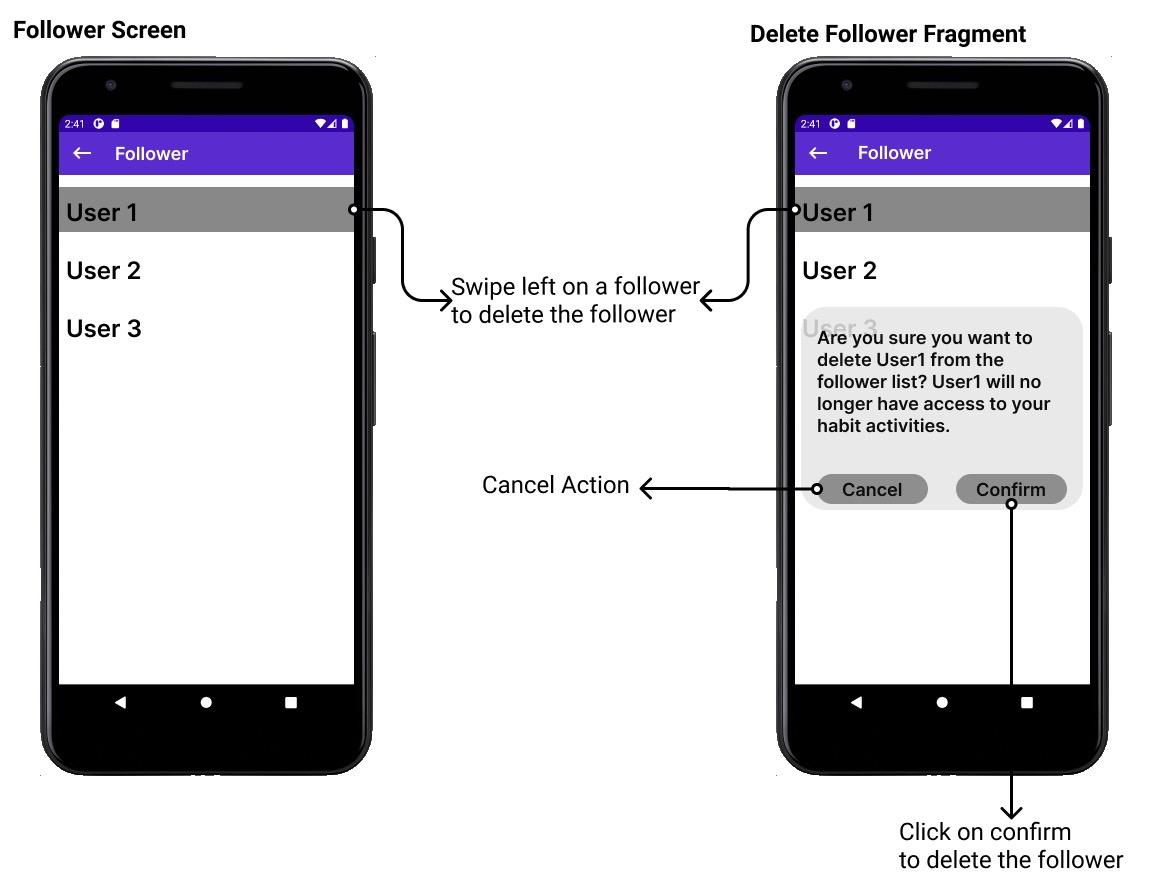 Follower Screen
2:41
Follower
User 1
User 2
User 3
Swipe left on a follower
to delete the follower
Delete Follower Fragment
2:41
Follower
User 1
User 2
User 3
Are you sure you want to
delete User1 from the
follower list? User1 will no
longer have access to your
habit activities.
Cancel Confirm
Cancel Action
Click on confirm
to delete the follower